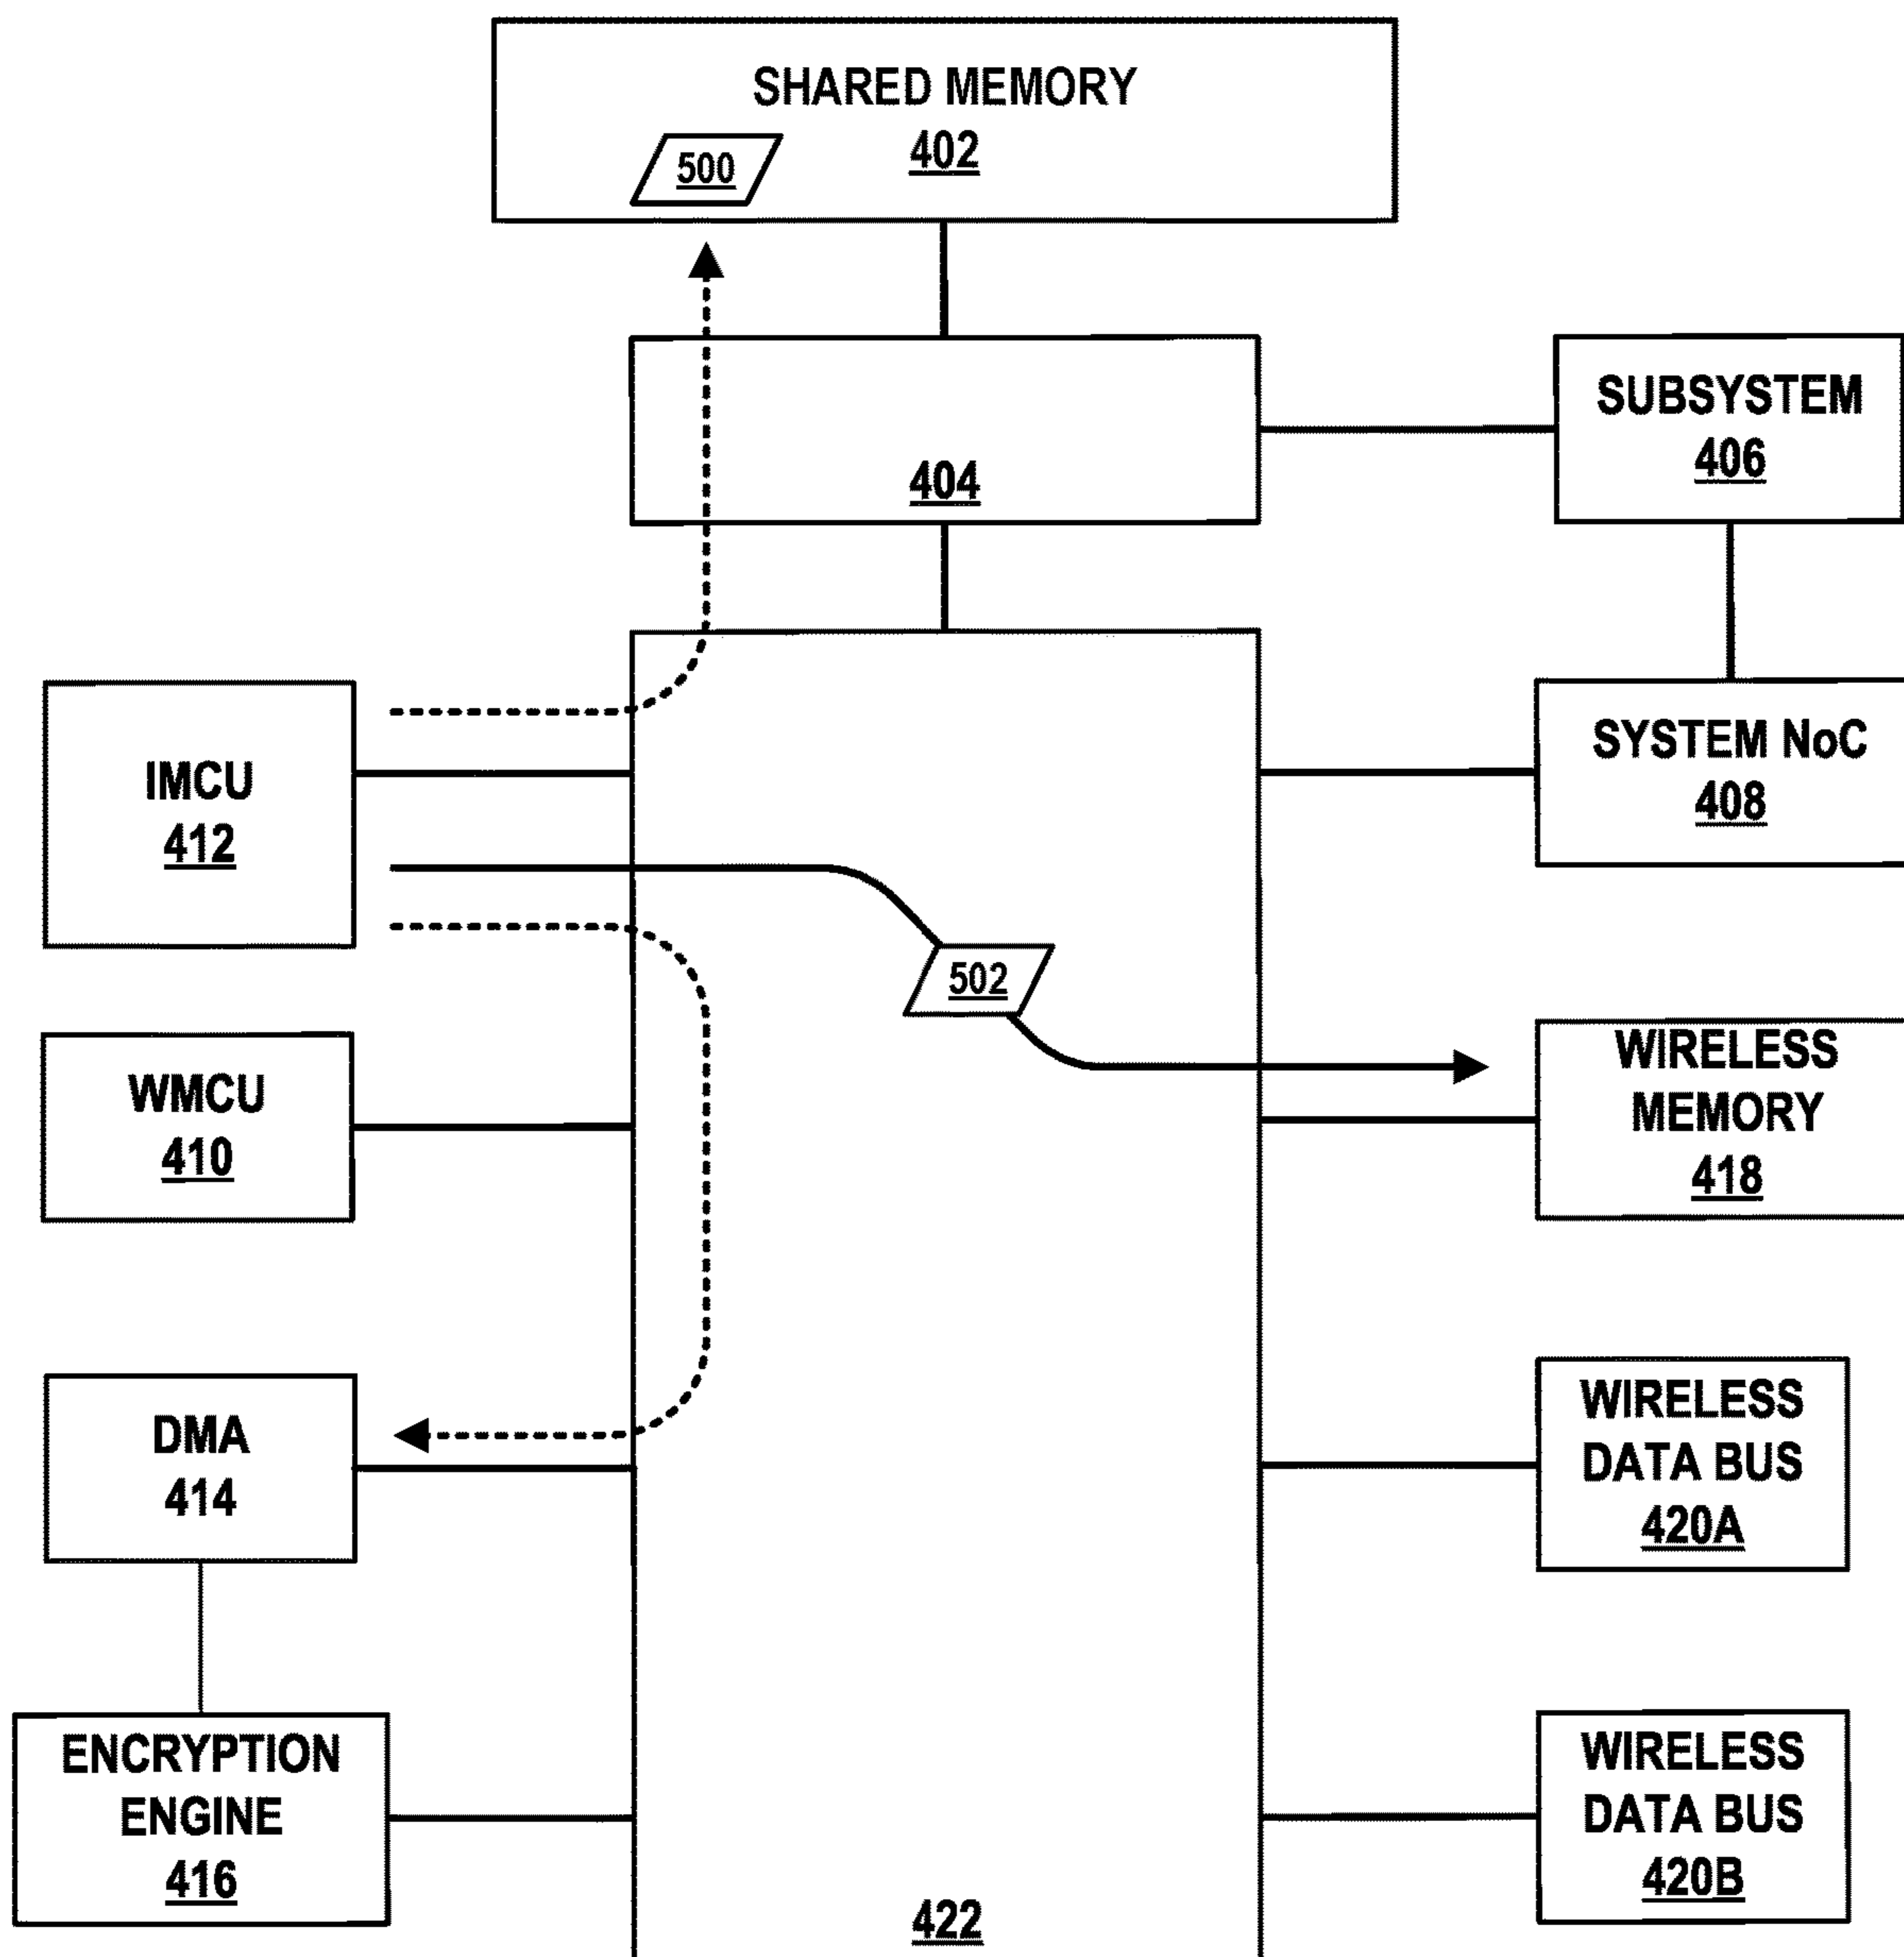 SHARED MEMORY
402
500
404
SUBSYSTEM
406
SYSTEM NoC
408
IMCU
412
502
WMCU
410
WIRELESS
MEMORY
418
DMA
414
WIRELESS
DATA BUS
420A
ENCRYPTION
ENGINE
416
WIRELESS
DATA BUS
420B
422